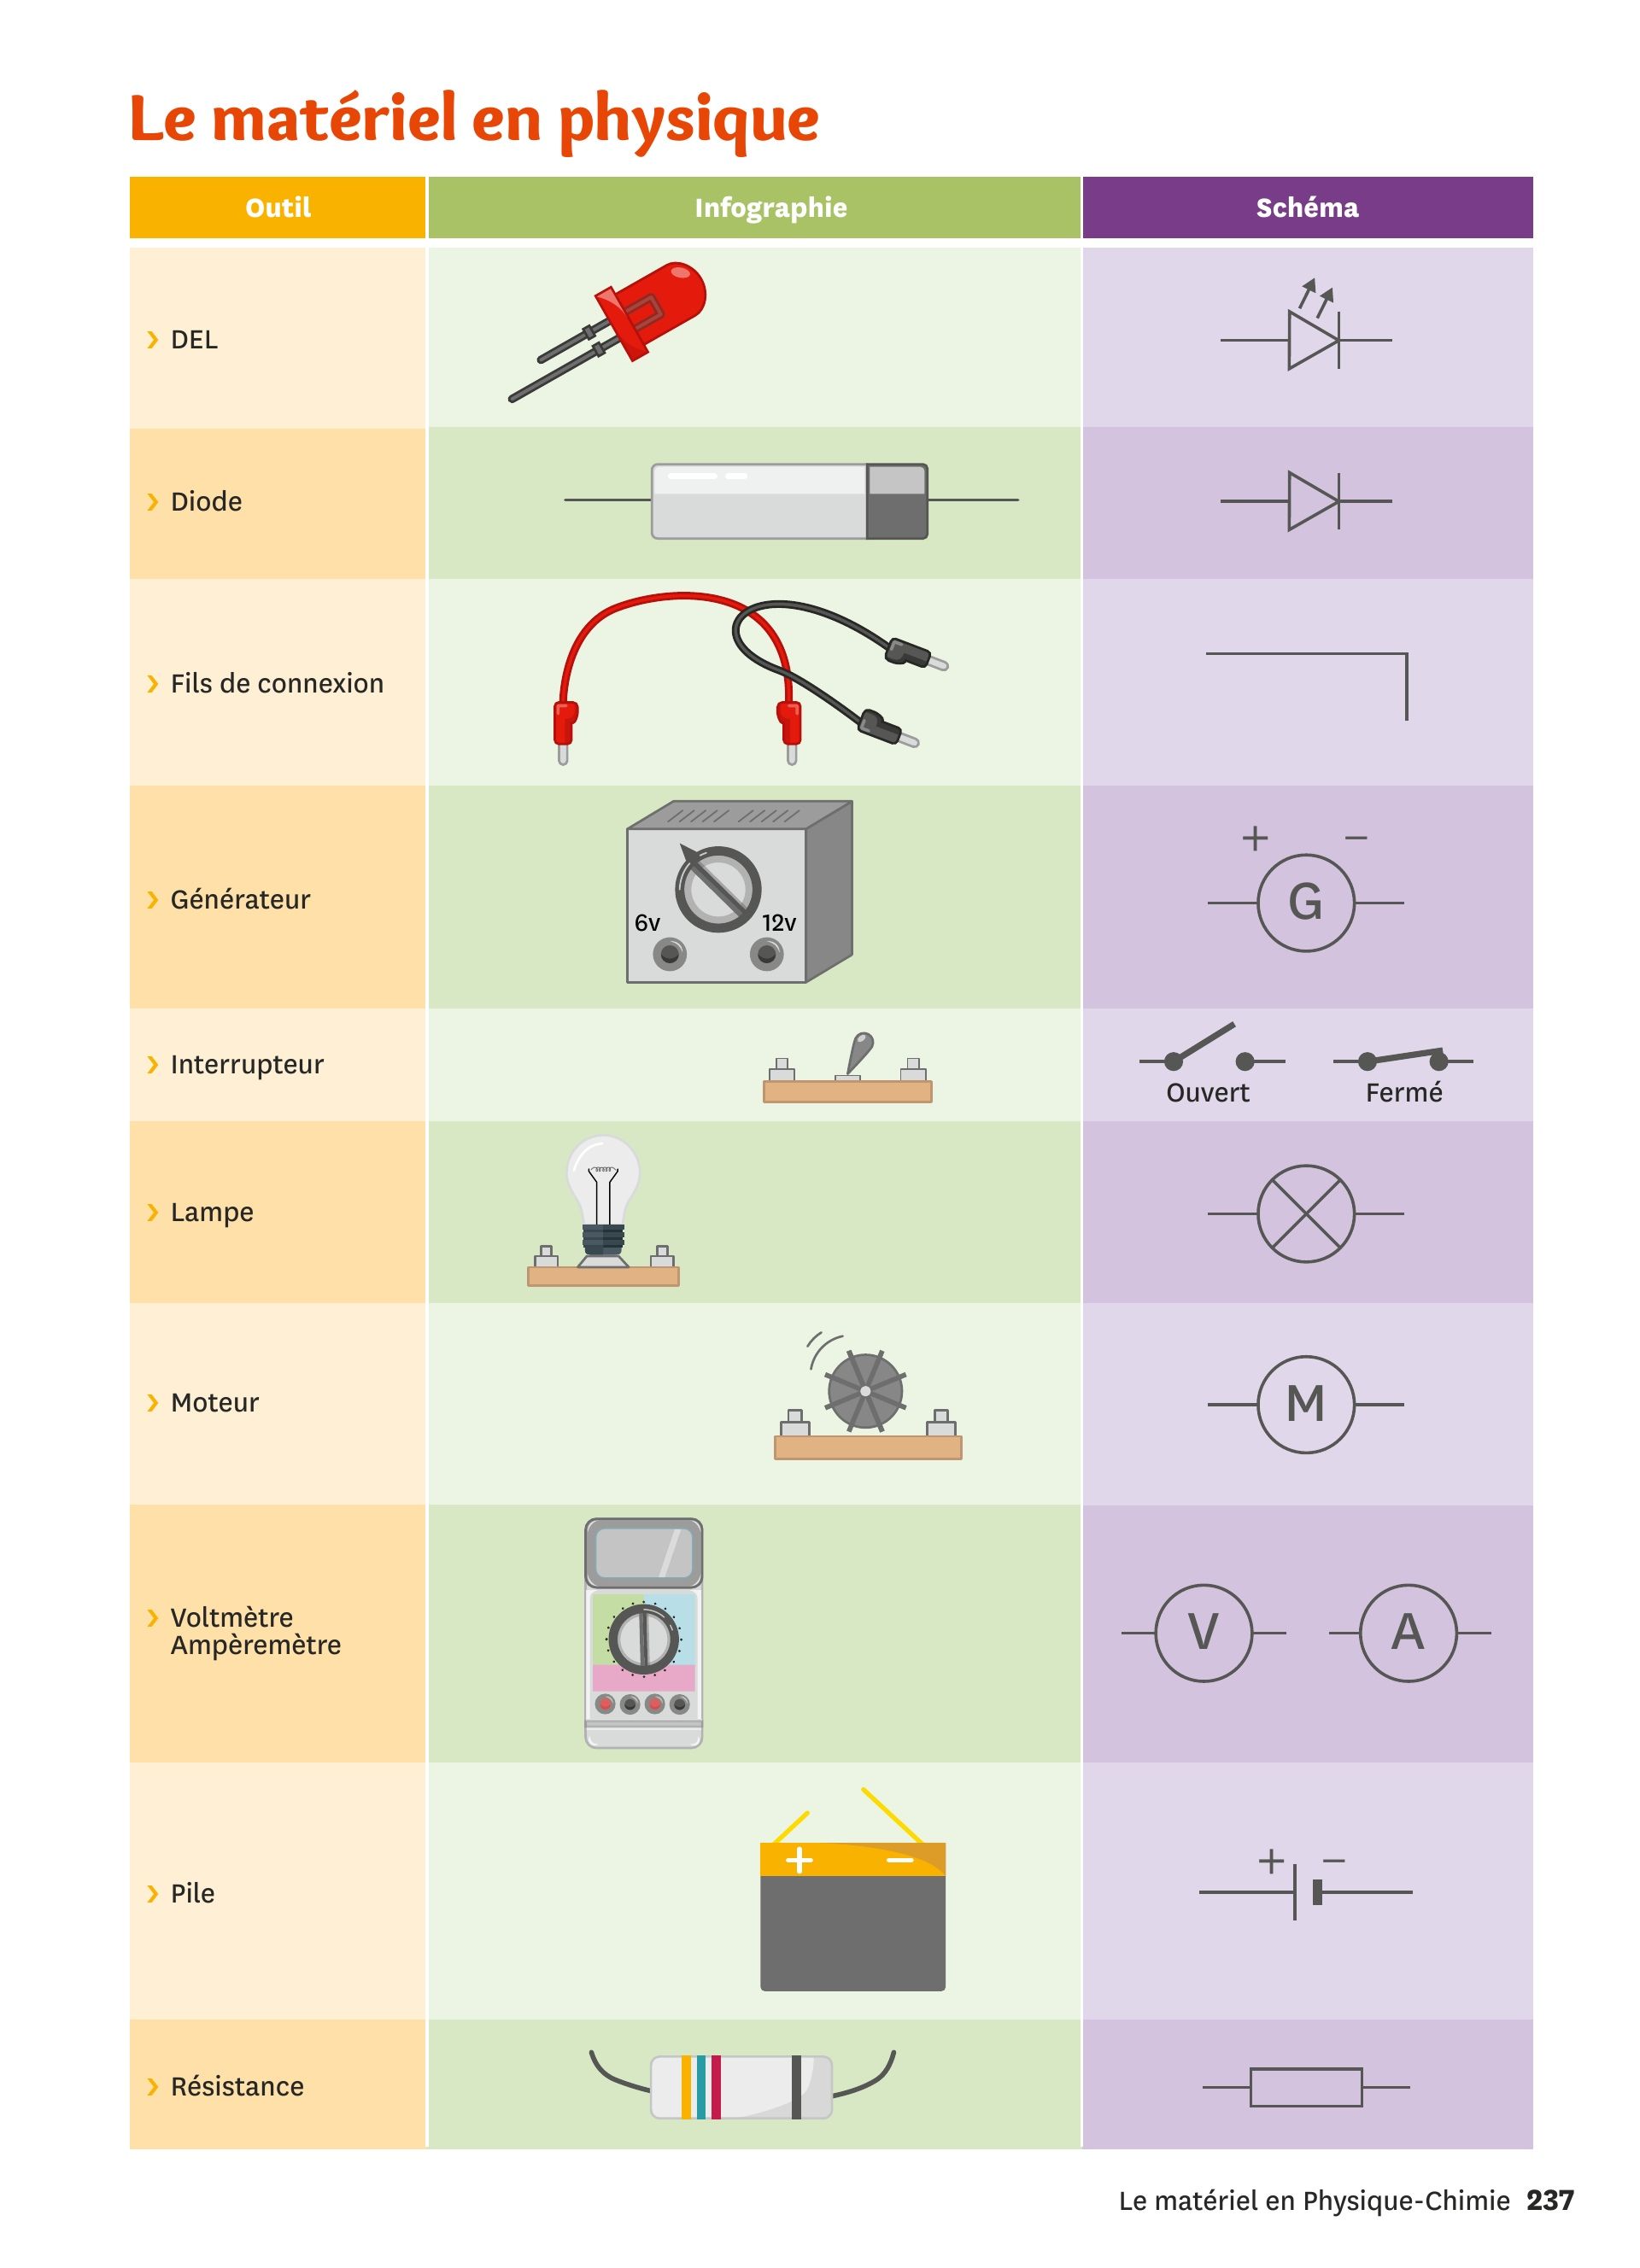 Le matériel en physique
Outil
Infographie
Schéma
DEL
Diode
Fils de connexion
Générateur
6v
12v
+ −
G
Interrupteur
Ouvert
Fermé
Lampe
Moteur
M
Voltmètre
Ampèremètre
V
A
Pile
+ −
+ −
Résistance
Le matériel en Physique-Chimie 237